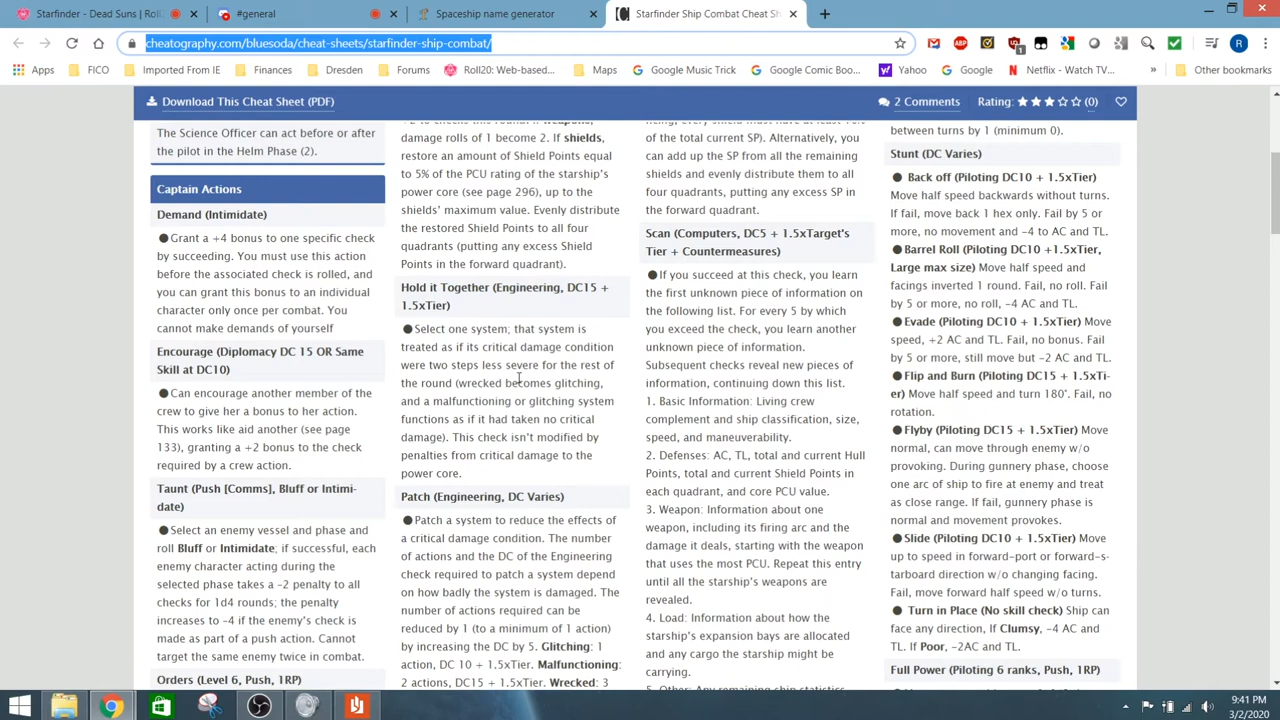 Starfinder - Dead Suns | Roll
#general
Spaceship name generator
Starfinder Ship Combat Cheat Sh
cheatography.com/bluesoda/cheat-sheets/starfinder-ship-combat/
Apps
FICO
Imported From IE
Finances
Dresden
Forums
Roll20: Web-based...
Maps
Google Music Trick
Google Comic Boo...
Yahoo
Google
Netflix - Watch TV...
»
Other bookmarks
Download This Cheat Sheet (PDF)
2 Comments
Rating:
(0)
The Science Officer can act before or after
the pilot in the Helm Phase (2).
Captain Actions
Demand (Intimidate)
Grant a +4 bonus to one specific check
by succeeding. You must use this action
before the associated check is rolled, and
you can grant this bonus to an individual
character only once per combat. You
cannot make demands of yourself
Encourage (Diplomacy DC 15 OR Same
Skill at DC10)
Can encourage another member of the
crew to give her a bonus to her action.
This works like aid another (see page
133), granting a +2 bonus to the check
required by a crew action.
Taunt (Push [Comms], Bluff or Intimi-
date)
Select an enemy vessel and phase and
roll Bluff or Intimidate; if successful, each
enemy character acting during the
selected phase takes a -2 penalty to all
checks for 1d4 rounds; the penalty
increases to -4 if the enemy's check is
made as part of a push action. Cannot
target the same enemy twice in combat.
Orders (Level 6, Push, 1RP)
damage rolls of 1 become 2. If shields,
restore an amount of Shield Points equal
to 5% of the PCU rating of the starship's
power core (see page 296), up to the
shields' maximum value. Evenly distribute
the restored Shield Points to all four
quadrants (putting any excess Shield
Points in the forward quadrant).
Hold it Together (Engineering, DC15 +
1.5xTier)
Select one system; that system is
treated as if its critical damage condition
were two steps less severe for the rest of
the round (wrecked becomes glitching,
and a malfunctioning or glitching system
functions as if it had taken no critical
damage). This check isn't modified by
penalties from critical damage to the
power core.
Patch (Engineering, DC Varies)
Patch a system to reduce the effects of
a critical damage condition. The number
of actions and the DC of the Engineering
check required to patch a system depend
on how badly the system is damaged. The
number of actions required can be
reduced by 1 (to a minimum of 1 action)
by increasing the DC by 5. Glitching: 1
action, DC 10 + 1.5xTier. Malfunctioning:
2 actions, DC15 + 1.5xTier. Wrecked: 3
of the total current SP). Alternatively, you
can add up the SP from all the remaining
shields and evenly distribute them to all
four quadrants, putting any excess SP in
the forward quadrant.
Scan (Computers, DC5 + 1.5xTarget's
Tier + Countermeasures)
If you succeed at this check, you learn
the first unknown piece of information on
the following list. For every 5 by which
you exceed the check, you learn another
unknown piece of information.
Subsequent checks reveal new pieces of
information, continuing down this list.
1. Basic Information: Living crew
complement and ship classification, size,
speed, and maneuverability.
2. Defenses: AC, TL, total and current Hull
Points, total and current Shield Points in
each quadrant, and core PCU value.
3. Weapon: Information about one
weapon, including its firing arc and the
damage it deals, starting with the weapon
that uses the most PCU. Repeat this entry
until all the starship's weapons are
revealed.
4. Load: Information about how the
starship's expansion bays are allocated
and any cargo the starship might be
carrying.
5. Other: Any remaining ship statistics
between turns by 1 (minimum 0).
Stunt (DC Varies)
Back off (Piloting DC10 + 1.5xTier)
Move half speed backwards without turns.
If fail, move back 1 hex only. Fail by 5 or
more, no movement and -4 to AC and TL.
Barrel Roll (Piloting DC10 +1.5xTier,
Large max size) Move half speed and
facings inverted 1 round. Fail, no roll. Fail
by 5 or more, no roll, -4 AC and TL.
Evade (Piloting DC10 + 1.5xTier) Move
speed, +2 AC and TL. Fail, no bonus. Fail
by 5 or more, still move but -2 AC and TL.
Flip and Burn (Piloting DC15 + 1.5xTi-
er) Move half speed and turn 180°. Fail, no
rotation.
Flyby (Piloting DC15 + 1.5xTier) Move
normal, can move through enemy w/o
provoking. During gunnery phase, choose
one arc of ship to fire at enemy and treat
as close range. If fail, gunnery phase is
normal and movement provokes.
Slide (Piloting DC10 + 1.5xTier) Move
up to speed in forward-port or forward-s-
tarboard direction w/o changing facing.
Fail, move forward half speed w/o turns.
Turn in Place (No skill check) Ship can
face any direction, If Clumsy, -4 AC and
TL. If Poor, -2AC and TL.
Full Power (Piloting 6 ranks, Push, 1RP)
9:41 PM
3/2/2020